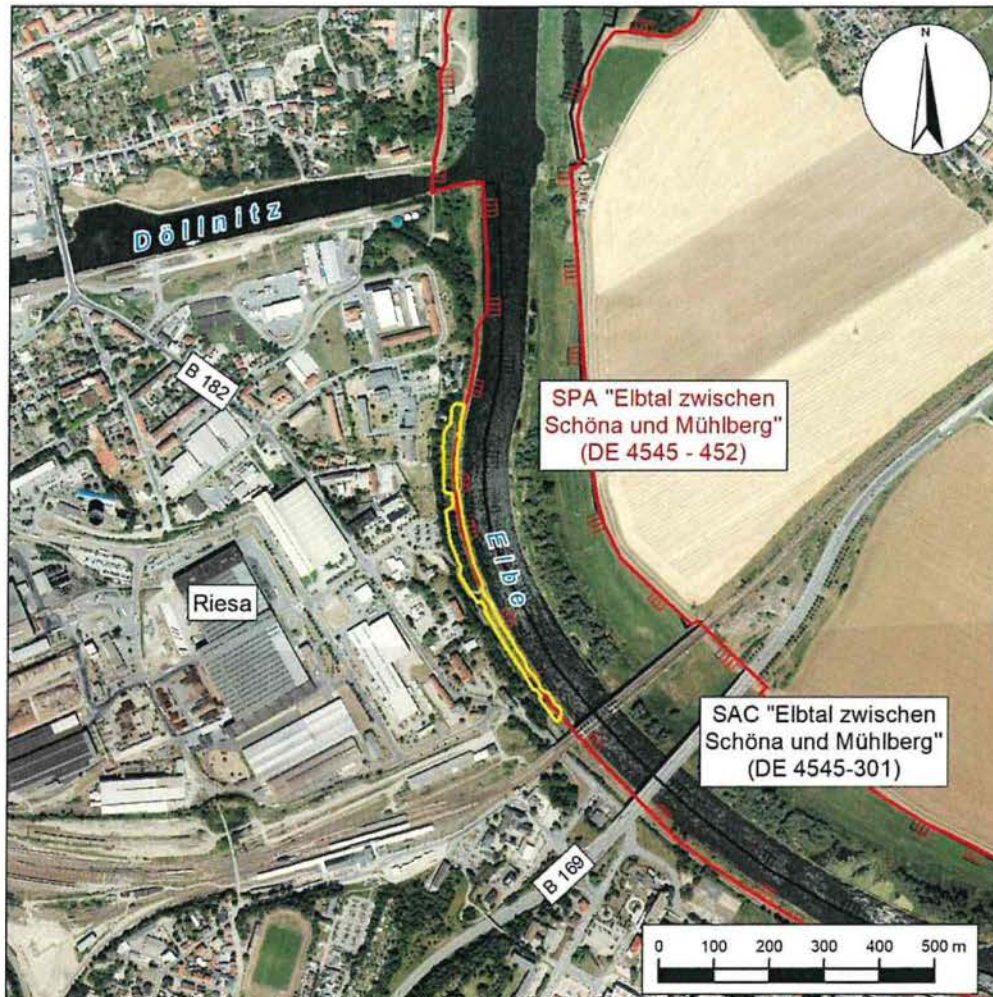 N
Döllnitz
B 182
SPA "Elbtal zwischen
Schöna und Mühlberg"
(DE 4545 - 452)
Elbe
Riesa
SAC "Elbtal zwischen
Schöna und Mühlberg"
(DE 4545-301)
B 169
0 100 200 300 400 500 m